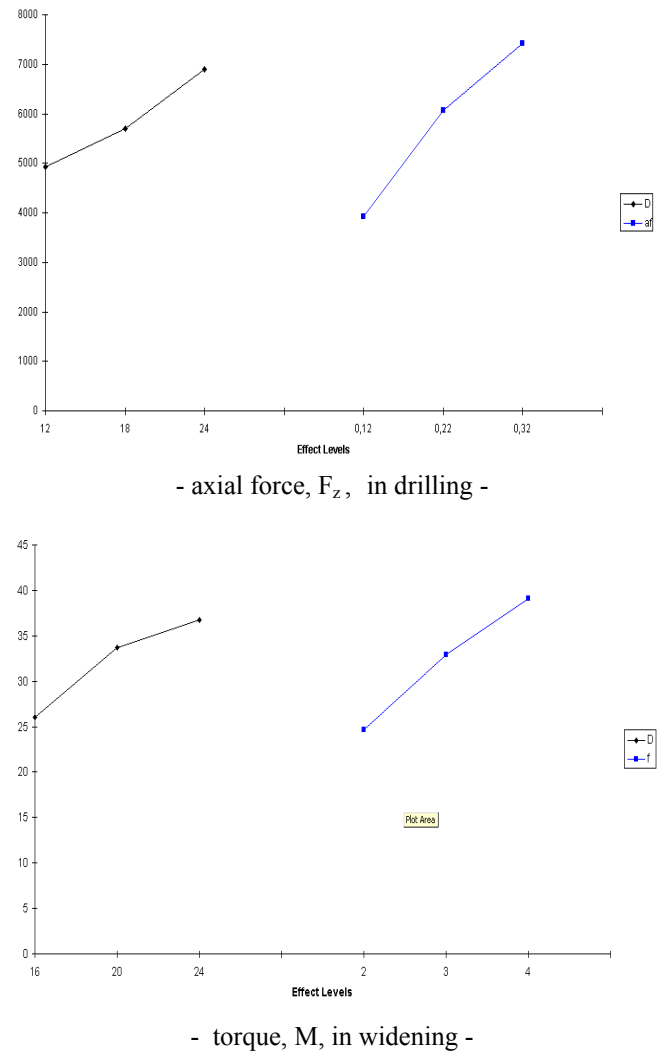 8000
7000
6000
5000
4000
3000
2000
1000
0
12 18 24 0,12 0,22 0,32
Effect Levels
D
af
- axial force, Fz , in drilling -
45
40
35
30
25
20
15
10
5
0
16 20 24 2 3 4
Effect Levels
D
f
Plot Area
- torque, M, in widening -